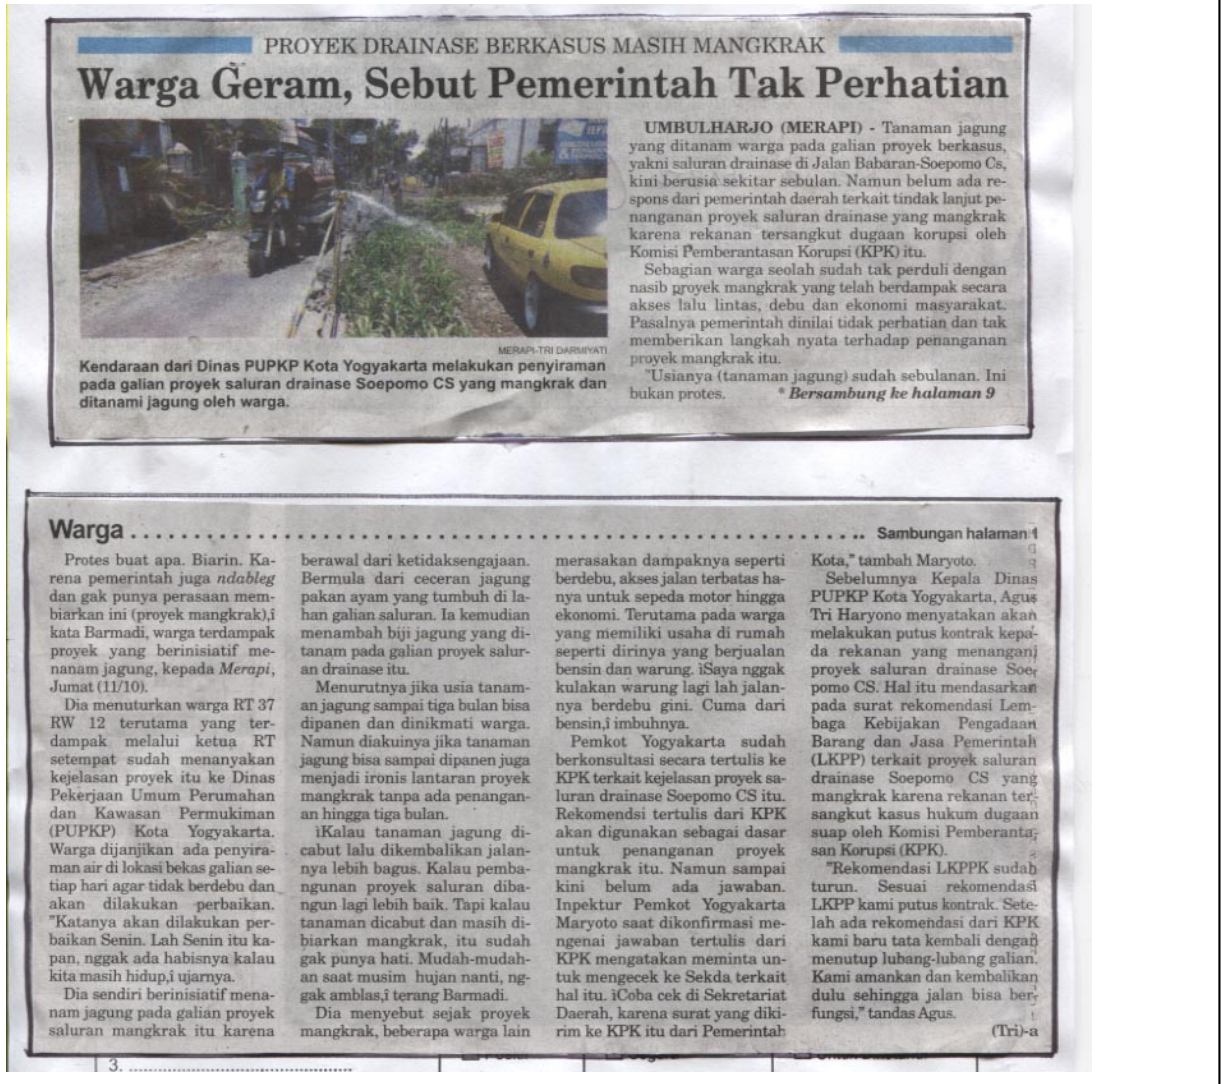 PROYEK DRAINASE BERKASUS MASIH MANGKRAK
Warga Geram, Sebut Pemerintah Tak Perhatian
MERAPI-TRI DARMIYATI
Kendaraan dari Dinas PUPKP Kota Yogyakarta melakukan penyiraman
pada galian proyek saluran drainase Soepomo CS yang mangkrak dan
ditanami jagung oleh warga.
UMBULHARJO (MERAPI) - Tanaman jagung
yang ditanam warga pada galian proyek berkasus,
yakni saluran drainase di Jalan Babaran-Soepomo Cs,
kini berusia sekitar sebulan. Namun belum ada re-
spons dari pemerintah daerah terkait tindak lanjut pe-
nanganan proyek saluran drainase yang mangkrak
karena rekanan tersangkut dugaan korupsi oleh
Komisi Pemberantasan Korupsi (KPK) itu.
Sebagian warga seolah sudah tak perduli dengan
nasib proyek mangkrak yang telah berdampak secara
akses lalu lintas, debu dan ekonomi masyarakat.
Pasalnya pemerintah dinilai tidak perbatian dan tak
memberikan langkah nyata terhadap penanganan
proyek mangkrak itu.
"Usianya (tanaman jagung) sudah sebulanan. Ini
bukan protes. * Bersambung ke halaman 9
Warga ........................................................ Sambungan halaman 1
Protes buat apa. Biarin. Ka-
rena pemerintah juga ndableg
dan gak punya perasaan mem-
biarkan ini (proyek mangkrak),î
kata Barmadi, warga terdampak
proyek yang berinisiatif me-
nanam jagung, kepada Merapi,
Jumat (11/10).
Dia menuturkan warga RT 37
RW 12 terutama yang ter-
dampak melalui ketua RT
setempat sudah menanyakan
kejelasan proyek itu ke Dinas
Pekerjaan Umum Perumahan
dan Kawasan Permukiman
(PUPKP) Kota Yogyakarta.
Warga dijanjikan ada penyira-
man air di lokasi bekas galian se-
tiap hari agar tidak berdebu dan
akan dilakukan perbaikan.
"Katanya akan dilakukan per-
baikan Senin. Lah Senin itu ka-
pan, nggak ada habisnya kalau
kita masih hidup,î ujarnya.
Dia sendiri berinisiatif mena-
nam jagung pada galian proyek
saluran mangkrak itu karena
berawal dari ketidaksengajaan.
Bermula dari ceceran jagung
pakan ayam yang tumbuh di la-
han galian saluran. Ia kemudian
menambah biji jagung yang di-
tanam pada galian proyek salur-
an drainase itu.
Menurutnya jika usia tanam-
an jagung sampai tiga bulan bisa
dipanen dan dinikmati warga.
Namun diakuinya jika tanaman
jagung bisa sampai dipanen juga
menjadi ironis lantaran proyek
mangkrak tanpa ada penangan-
an hingga tiga bulan.
ìKalau tanaman jagung di-
cabut lalu dikembalikan jalan-
nya lebih bagus. Kalau pemba-
ngunan proyek saluran diba-
ngun lagi lebih baik. Tapi kalau
tanaman dicabut dan masih di-
biarkan mangkrak, itu sudah
gak punya hati. Mudah-mudah-
an saat musim hujan nanti, ng-
gak amblas,î terang Barmadi.
Dia menyebut sejak proyek
mangkrak, beberapa warga lain
merasakan dampaknya seperti
berdebu, akses jalan terbatas ha-
nya untuk sepeda motor hingga
ekonomi. Terutama pada warga
yang memiliki usaha di rumah
seperti dirinya yang berjualan
bensin dan warung. ìSaya nggak
kulakan warung lagi lah jalan-
nya berdebu gini. Cuma dari
bensin,î imbuhnya.
Pemkot Yogyakarta sudah
berkonsultasi secara tertulis ke
KPK terkait kejelasan proyek sa-
luran drainase Soepomo CS itu.
Rekomendsi tertulis dari KPK
akan digunakan sebagai dasar
untuk penanganan proyek
mangkrak itu. Namun sampai
kini belum ada jawaban.
Inpektur Pemkot Yogyakarta
Maryoto saat dikonfirmasi me-
ngenai jawaban tertulis dari
KPK mengatakan meminta un-
tuk mengecek ke Sekda terkait
hal itu. ìCoba cek di Sekretariat
Daerah, karena surat yang diki-
rim ke KPK itu dari Pemerintah
Kota," tambah Maryoto.
Sebelumnya Kepala Dinas
PUPKP Kota Yogyakarta, Agus
Tri Haryono menyatakan akan
melakukan putus kontrak kepa-
da rekanan yang menangani
proyek saluran drainase Soe-
pomo CS. Hal itu mendasarkan
pada surat rekomendasi Lem-
baga Kebijakan Pengadaan
Barang dan Jasa Pemerintah
(LKPP) terkait proyek saluran
drainase Soepomo CS yang
mangkrak karena rekanan ter-
sangkut kasus hukum dugaan
suap oleh Komisi Pemberanta-
san Korupsi (KPK).
"Rekomendasi LKPPK sudah
turun. Sesuai rekomendasi
LKPP kami putus kontrak. Sete-
lah ada rekomendasi dari KPK
kami baru tata kembali dengan
menutup lubang-lubang galian.
Kami amankan dan kembalikan
dulu sehingga jalan bisa ber-
fungsi," tandas Agus.
(Tri)-a
3. ................................................